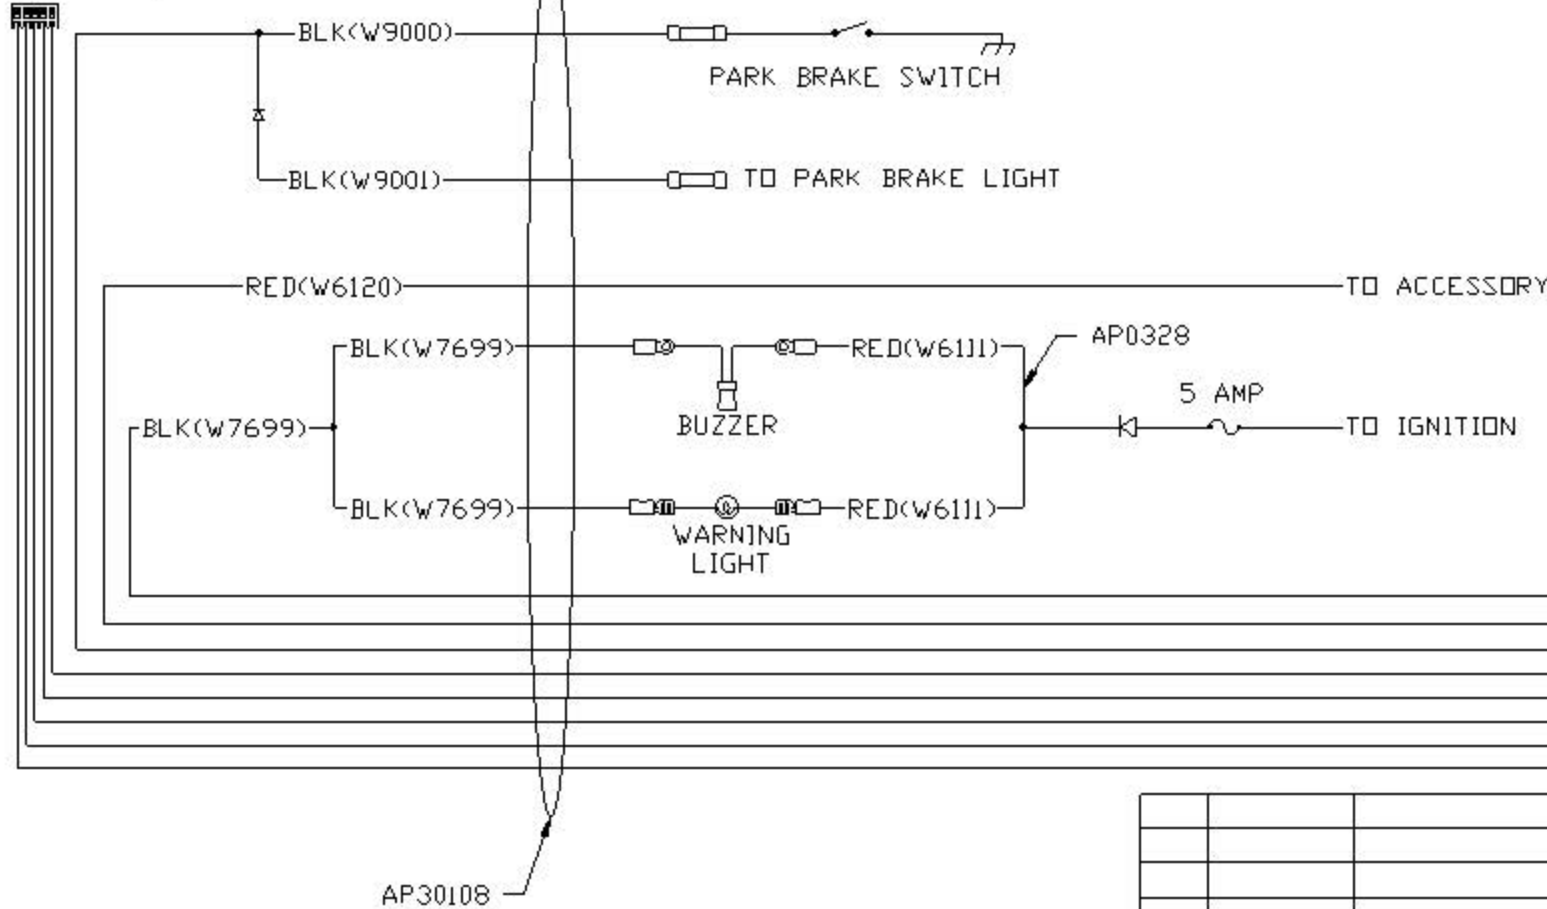 BLK(W9000)
PARK BRAKE SWITCH
BLK(W9001) TO PARK BRAKE LIGHT
RED(W6120) TO ACCESSORY
BLK(W7699) RED(W6111) AP0328
5 AMP
BLK(W7699) BUZZER TO IGNITION
BLK(W7699) RED(W6111)
WARNING
LIGHT
AP30108